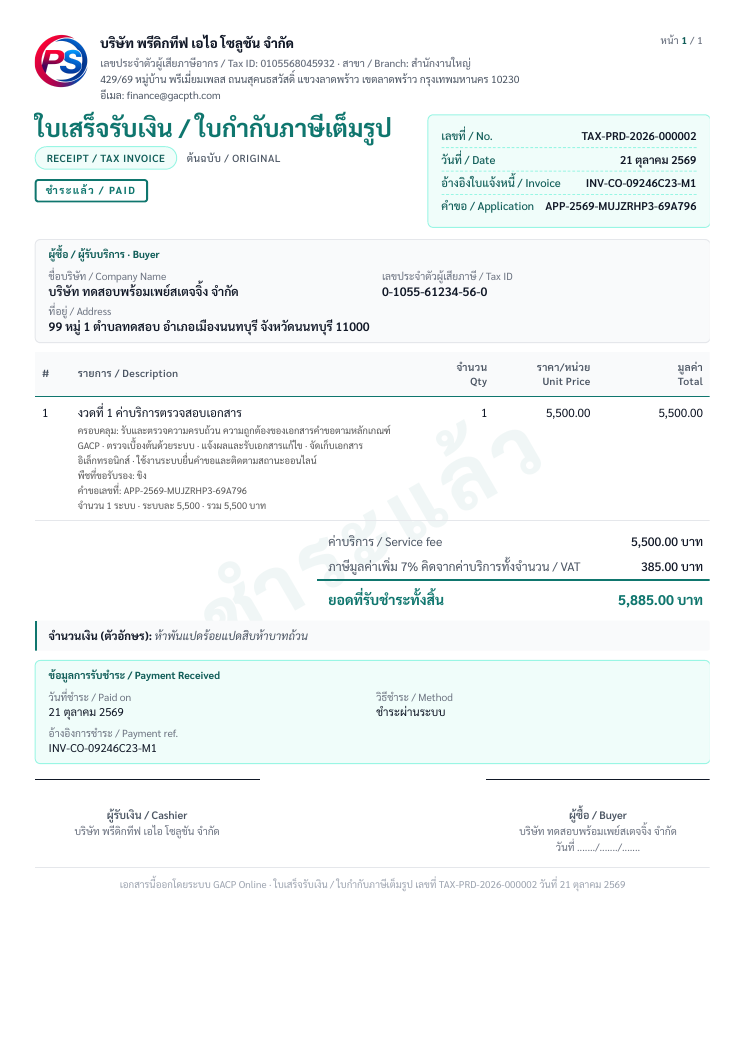 PS
บริษัท พรีดิกทีฟ เอไอ โซลูชัน จำกัด
เลขประจำตัวผู้เสียภาษีอากร / Tax ID: 0105568045932 · สาขา / Branch: สำนักงานใหญ่
429/69 หมู่บ้าน พรีเมี่ยมเพลส ถนนสุคนธสวัสดิ์ แขวงลาดพร้าว เขตลาดพร้าว กรุงเทพมหานคร 10230
อีเมล: finance@gacpth.com
หน้า 1 / 1
ใบเสร็จรับเงิน / ใบกำกับภาษีเต็มรูป
RECEIPT / TAX INVOICE ต้นฉบับ / ORIGINAL
ชำระแล้ว / PAID
เลขที่ / No. TAX-PRD-2026-000002
วันที่ / Date 21 ตุลาคม 2569
อ้างอิงใบแจ้งหนี้ / Invoice INV-CO-09246C23-M1
คำขอ / Application APP-2569-MUJZRHP3-69A796
ผู้ซื้อ / ผู้รับบริการ · Buyer
ชื่อบริษัท / Company Name เลขประจำตัวผู้เสียภาษี / Tax ID
บริษัท ทดสอบพร้อมเพย์สเตจจิ้ง จำกัด 0-1055-61234-56-0
ที่อยู่ / Address
99 หมู่ 1 ตำบลทดสอบ อำเภอเมืองนนทบุรี จังหวัดนนทบุรี 11000
# รายการ / Description จำนวน Qty ราคา/หน่วย Unit Price มูลค่า Total
1 งวดที่ 1 ค่าบริการตรวจสอบเอกสาร 1 5,500.00 5,500.00
ครอบคลุม: รับและตรวจความครบถ้วน ความถูกต้องของเอกสารคำขอตามหลักเกณฑ์
GACP · ตรวจเบื้องต้นด้วยระบบ · แจ้งผลและรับเอกสารแก้ไข · จัดเก็บเอกสาร
อิเล็กทรอนิกส์ · ใช้งานระบบยื่นคำขอและติดตามสถานะออนไลน์
พืชที่ขอรับรอง: ขิง
คำขอเลขที่: APP-2569-MUJZRHP3-69A796
จำนวน 1 ระบบ · ระบบละ 5,500 · รวม 5,500 บาท
ชำระแล้ว
ค่าบริการ / Service fee 5,500.00 บาท
ภาษีมูลค่าเพิ่ม 7% คิดจากค่าบริการทั้งจำนวน / VAT 385.00 บาท
ยอดที่รับชำระทั้งสิ้น 5,885.00 บาท
จำนวนเงิน (ตัวอักษร): ห้าพันแปดร้อยแปดสิบห้าบาทถ้วน
ข้อมูลการรับชำระ / Payment Received
วันที่ชำระ / Paid on วิธีชำระ / Method
21 ตุลาคม 2569 ชำระผ่านระบบ
อ้างอิงการชำระ / Payment ref.
INV-CO-09246C23-M1
ผู้รับเงิน / Cashier ผู้ซื้อ / Buyer
บริษัท พรีดิกทีฟ เอไอ โซลูชัน จำกัด บริษัท ทดสอบพร้อมเพย์สเตจจิ้ง จำกัด
วันที่ ......./......./.......
เอกสารนี้ออกโดยระบบ GACP Online · ใบเสร็จรับเงิน / ใบกำกับภาษีเต็มรูป เลขที่ TAX-PRD-2026-000002 วันที่ 21 ตุลาคม 2569